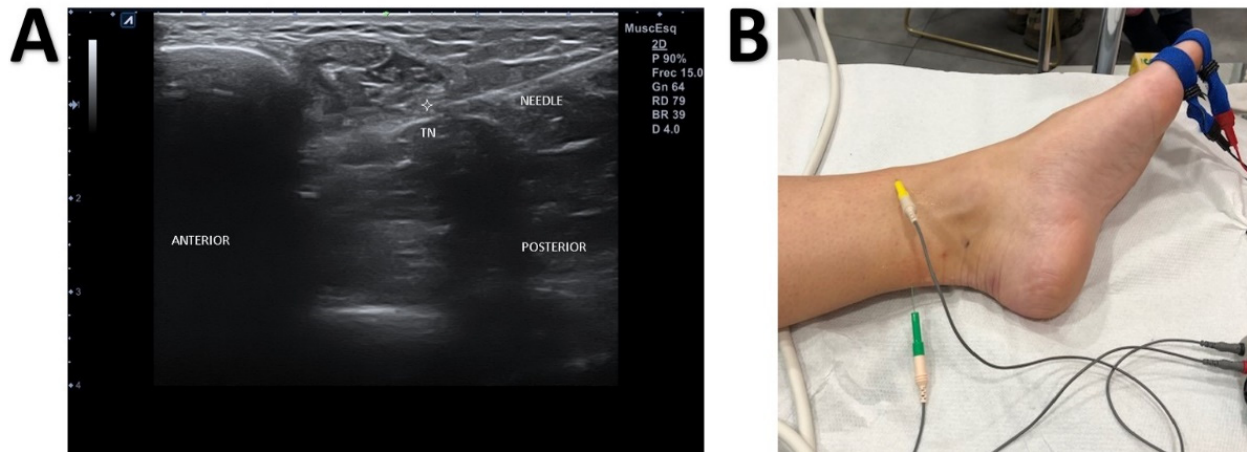 A
MuscEsq
2D
P 90%
Frec 15.0
Gn 64
RD 79
BR 39
D 4.0
1
NEEDLE
TN
2
ANTERIOR
POSTERIOR
3
4
B